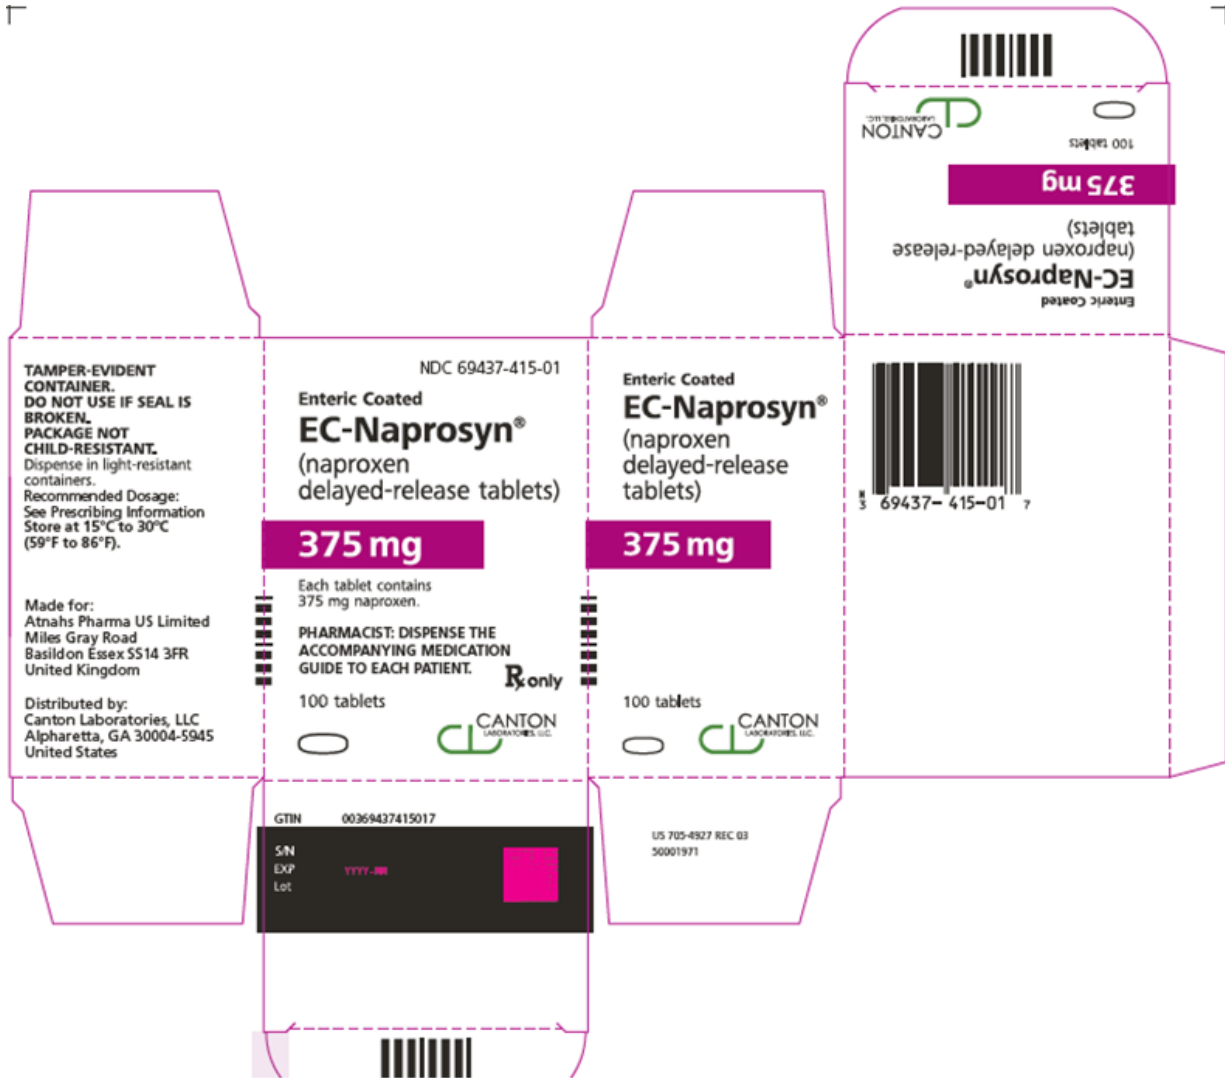 CANTON
LABORATORIES, LLC.
100 tablets
375 mg
(naproxen delayed-release
tablets)
EC-Naprosyn®
Enteric Coated
TAMPER-EVIDENT
CONTAINER.
DO NOT USE IF SEAL IS
BROKEN.
PACKAGE NOT
CHILD-RESISTANT.
Dispense in light-resistant
containers.
Recommended Dosage:
See Prescribing Information
Store at 15°C to 30°C
(59°F to 86°F).
Made for:
Atnahs Pharma US Limited
Miles Gray Road
Basildon Essex SS14 3FR
United Kingdom
Distributed by:
Canton Laboratories, LLC
Alpharetta, GA 30004-5945
United States
NDC 69437-415-01
Enteric Coated
EC-Naprosyn®
(naproxen
delayed-release tablets)
375 mg
Each tablet contains
375 mg naproxen.
PHARMACIST: DISPENSE THE
ACCOMPANYING MEDICATION
GUIDE TO EACH PATIENT.
Rx only
100 tablets
CANTON
LABORATORIES, LLC.
Enteric Coated
EC-Naprosyn®
(naproxen
delayed-release
tablets)
375 mg
100 tablets
CANTON
LABORATORIES, LLC.
N
3 69437-415-01 7
GTIN 00369437415017
S/N
EXP YYYY-MM
Lot
US 705-4927 REC 03
50001971